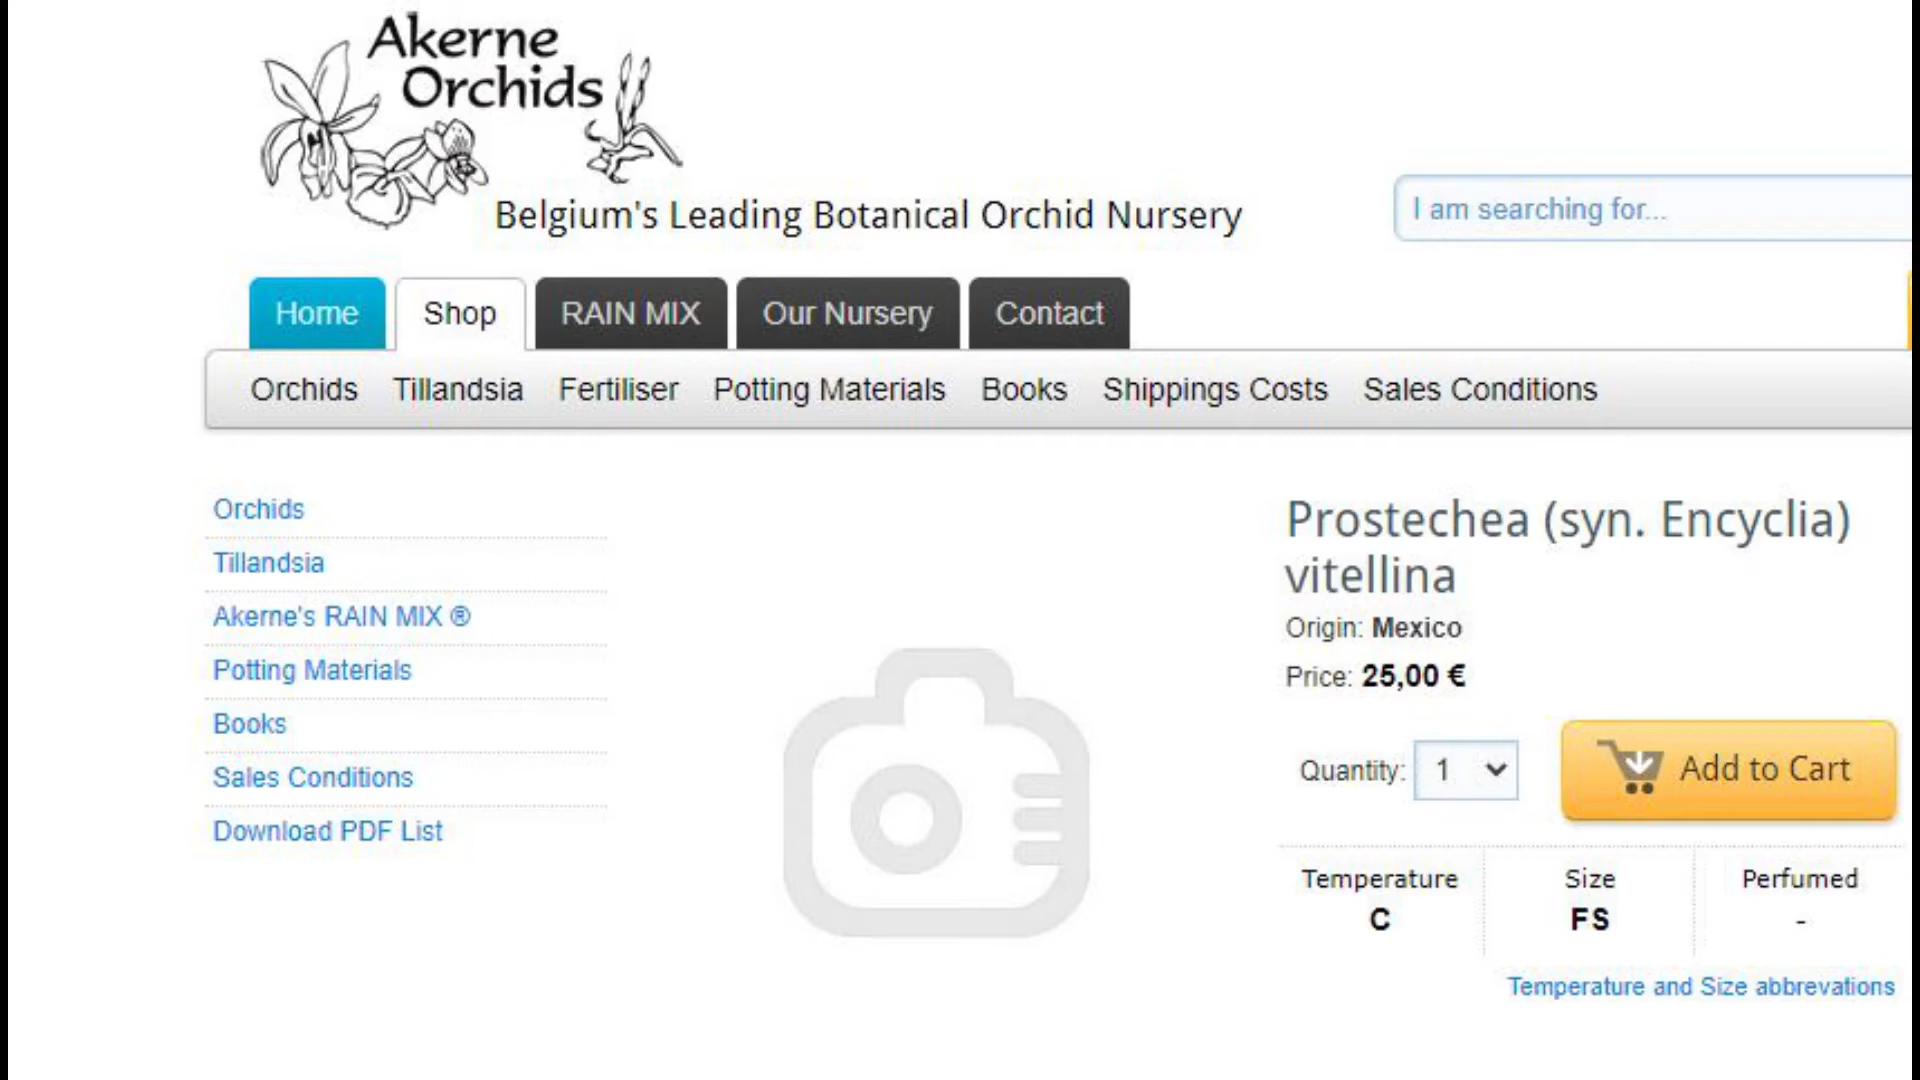 Akerne
Orchids
Belgium's Leading Botanical Orchid Nursery
I am searching for...
Home
Shop
RAIN MIX
Our Nursery
Contact
Orchids
Tillandsia
Fertiliser
Potting Materials
Books
Shippings Costs
Sales Conditions
Orchids
Tillandsia
Akerne's RAIN MIX ®
Potting Materials
Books
Sales Conditions
Download PDF List
Prostechea (syn. Encyclia)
vitellina
Origin: Mexico
Price: 25,00 €
Quantity: 1
Add to Cart
Temperature
C
Size
FS
Perfumed
-
Temperature and Size abbrevations